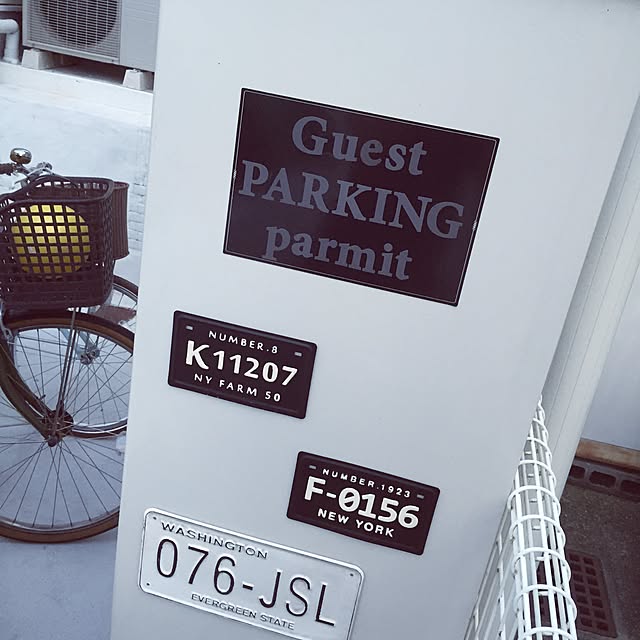 Guest
PARKING
parmit
NUMBER.8
K11207
NY FARM 50
NUMBER.1923
F-0156
NEW YORK
WASHINGTON
076-JSL
EVERGREEN STATE